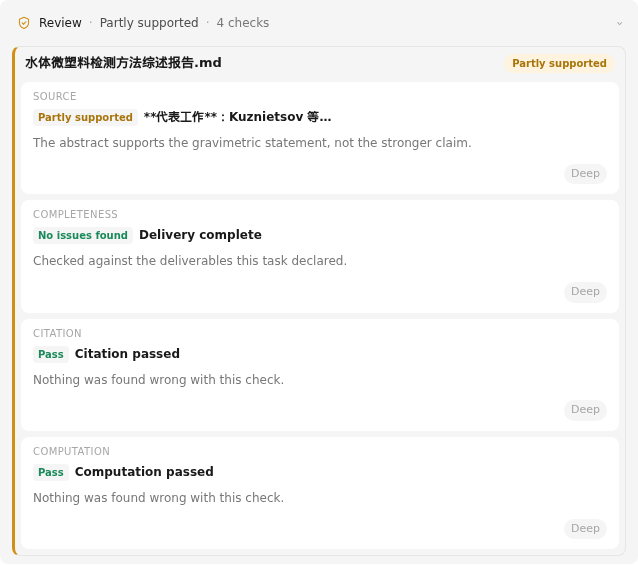 Review · Partly supported · 4 checks
水体微塑料检测方法综述报告.md
Partly supported
SOURCE
Partly supported **代表工作**：Kuznietsov 等…
The abstract supports the gravimetric statement, not the stronger claim.
Deep
COMPLETENESS
No issues found Delivery complete
Checked against the deliverables this task declared.
Deep
CITATION
Pass Citation passed
Nothing was found wrong with this check.
Deep
COMPUTATION
Pass Computation passed
Nothing was found wrong with this check.
Deep